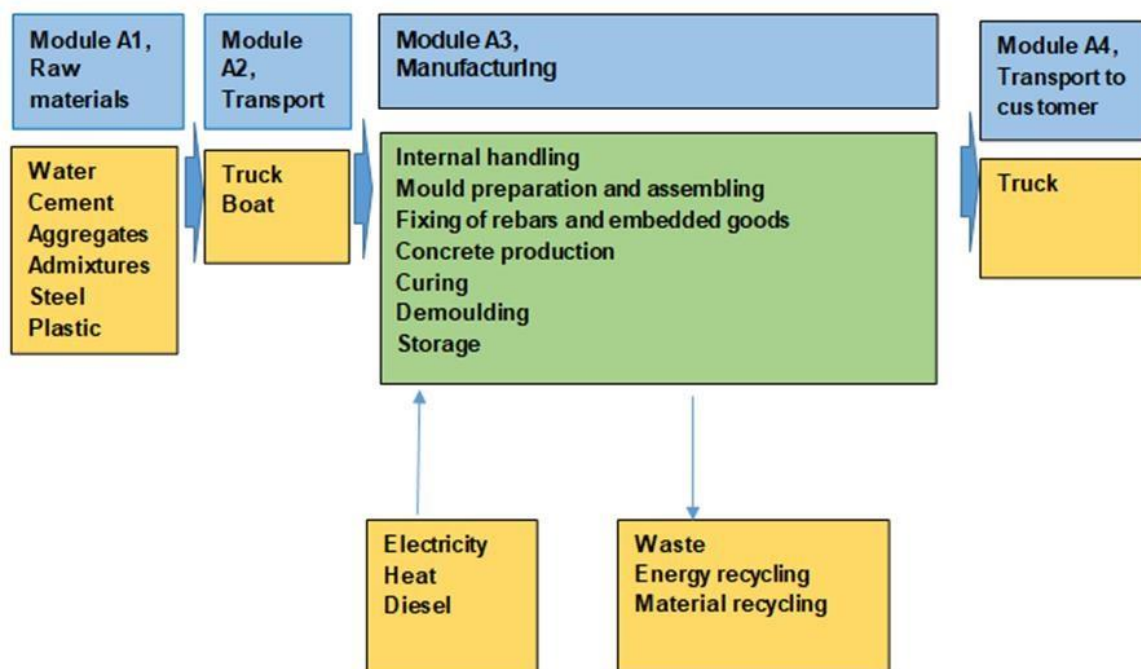 Module A1,
Raw
materials
Module
A2,
Transport
Module A3,
Manufacturing
Module A4,
Transport to
customer
Water
Cement
Aggregates
Admixtures
Steel
Plastic
Truck
Boat
Internal handling
Mould preparation and assembling
Fixing of rebars and embedded goods
Concrete production
Curing
Demoulding
Storage
Truck
Electricity
Heat
Diesel
Waste
Energy recycling
Material recycling